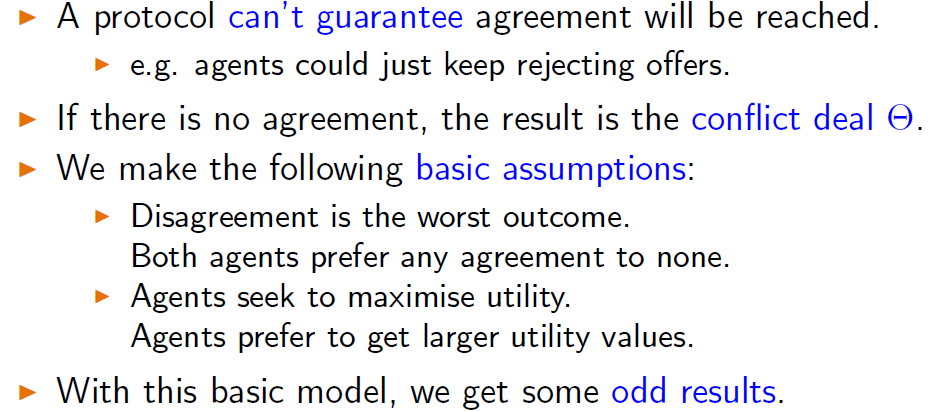 A protocol can't guarantee agreement will be reached.
e.g. agents could just keep rejecting offers.
If there is no agreement, the result is the conflict deal Θ.
We make the following basic assumptions:
Disagreement is the worst outcome.
Both agents prefer any agreement to none.
Agents seek to maximise utility.
Agents prefer to get larger utility values.
With this basic model, we get some odd results.